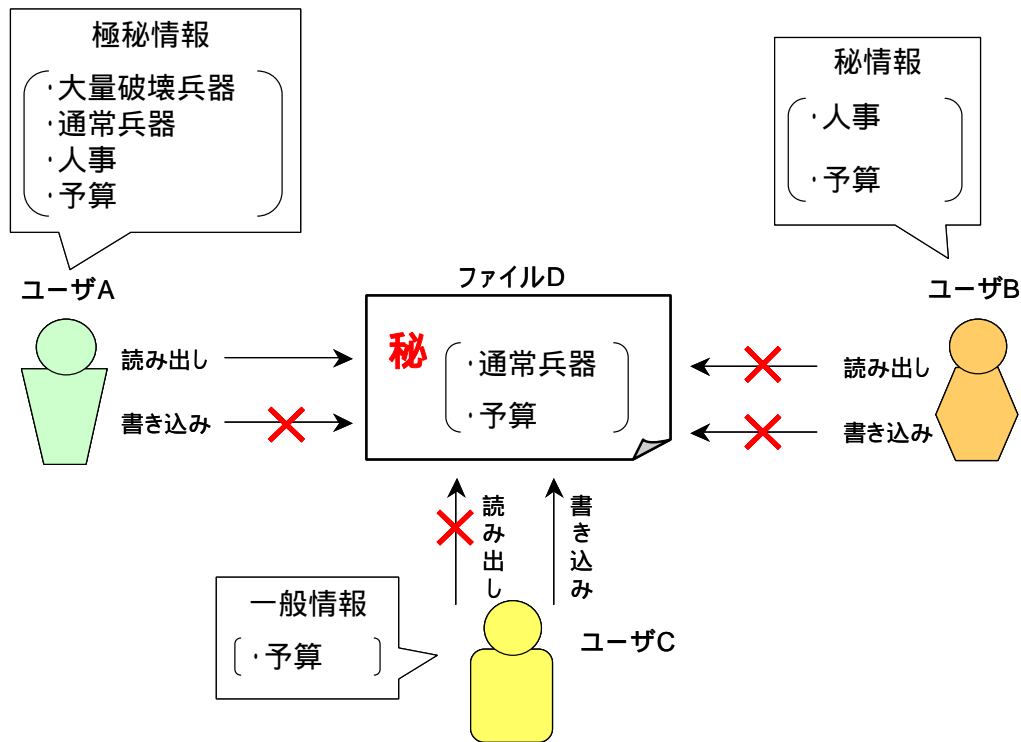 極秘情報
・大量破壊兵器
・通常兵器
・人事
・予算
秘情報
・人事
・予算
ユーザA
ファイルD
ユーザB
秘
・通常兵器
・予算
読み出し
書き込み
読み出し
書き込み
読み出し
書き込み
一般情報
・予算
ユーザC